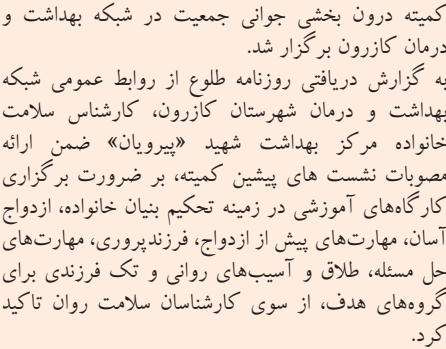 کمیته درون بخشی جوانی جمعیت در شبکه بهداشت و
درمان کازرون برگزار شد.
به گزارش دریافتی روزنامه طلوع از روابط عمومی شبکه
بهداشت و درمان شهرستان کازرون، کارشناس سلامت
خانواده مرکز بهداشت شهید «پیرویان» ضمن ارائه
مصوبات نشست های پیشین کمیته، بر ضرورت برگزاری
کارگاه‌های آموزشی در زمینه تحکیم بنیان خانواده، ازدواج
آسان، مهارت‌های پیش از ازدواج، فرزندپروری، مهارت‌های
حل مسئله، طلاق و آسیب‌های روانی و تک فرزندی برای
گروه‌های هدف، از سوی کارشناسان سلامت روان تاکید
کرد.